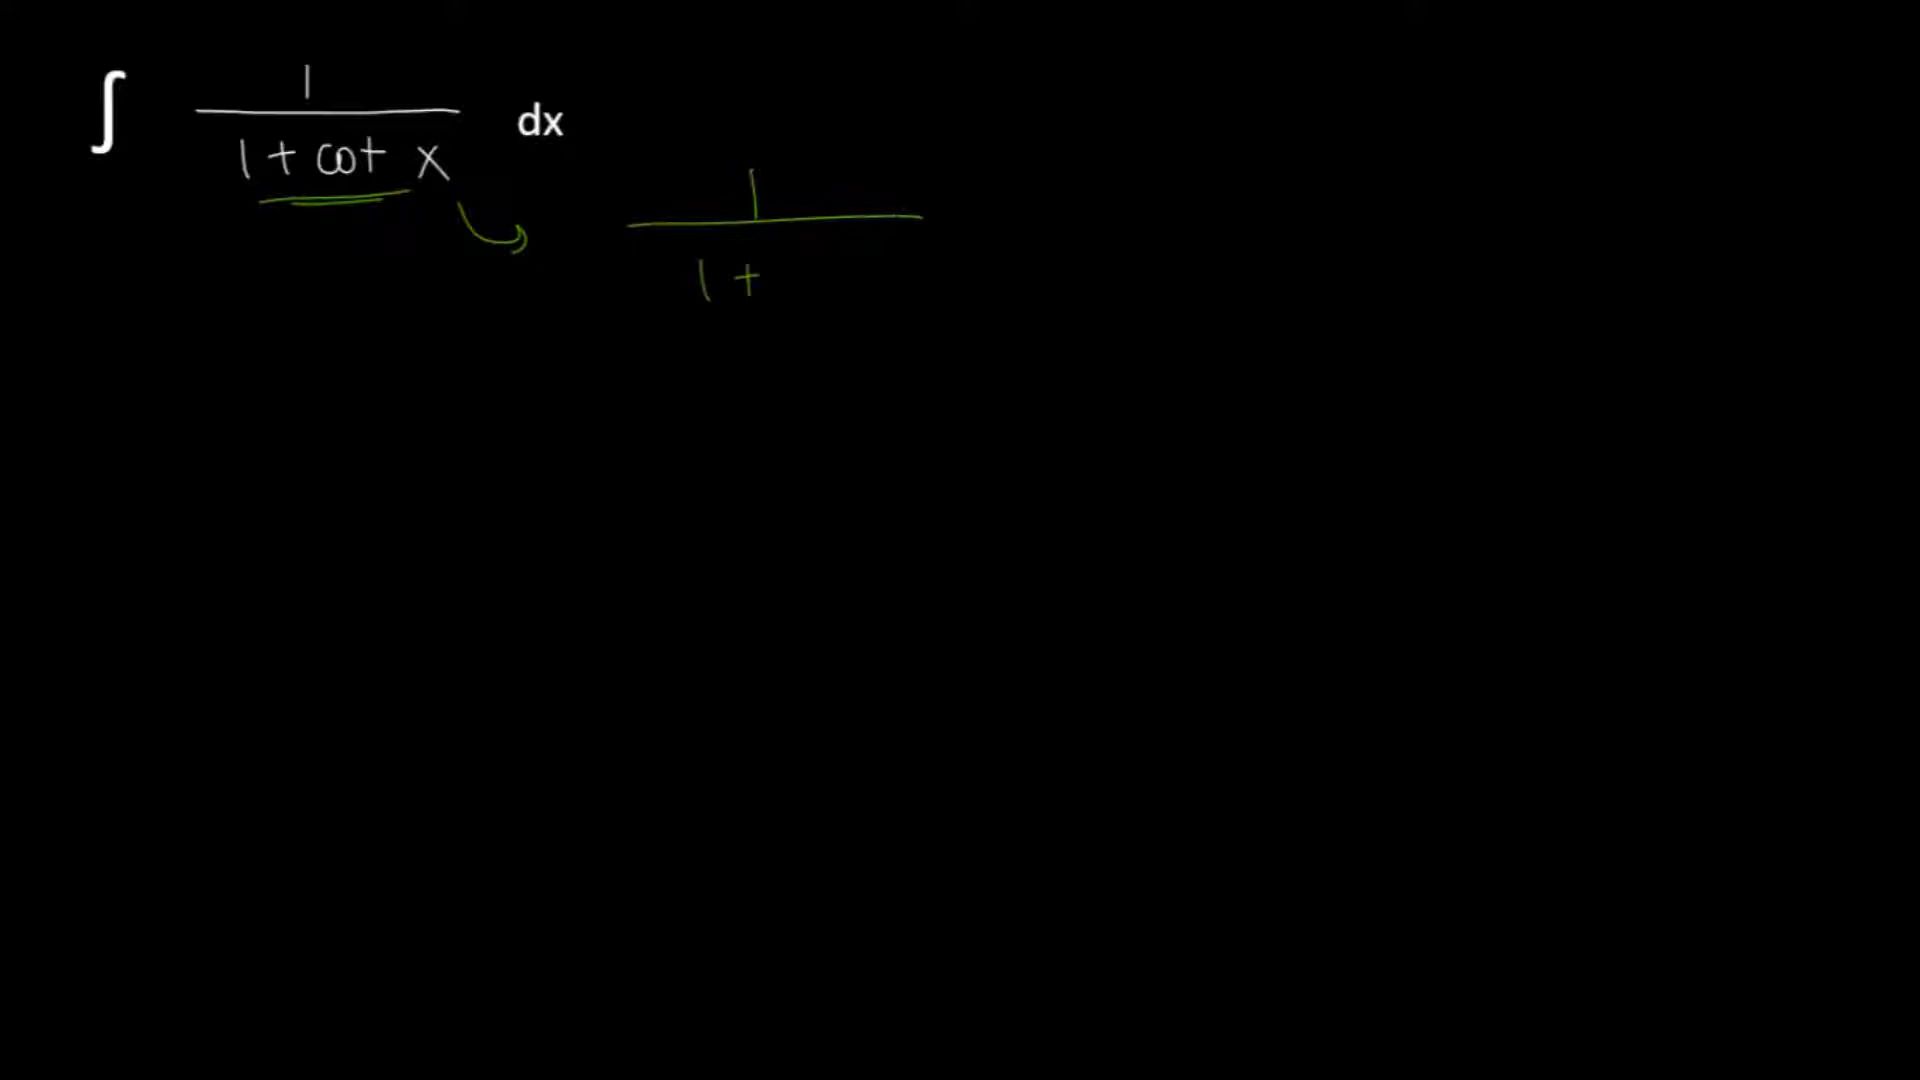 ∫ 1 / (1 + cot x) dx
1 / (1 +